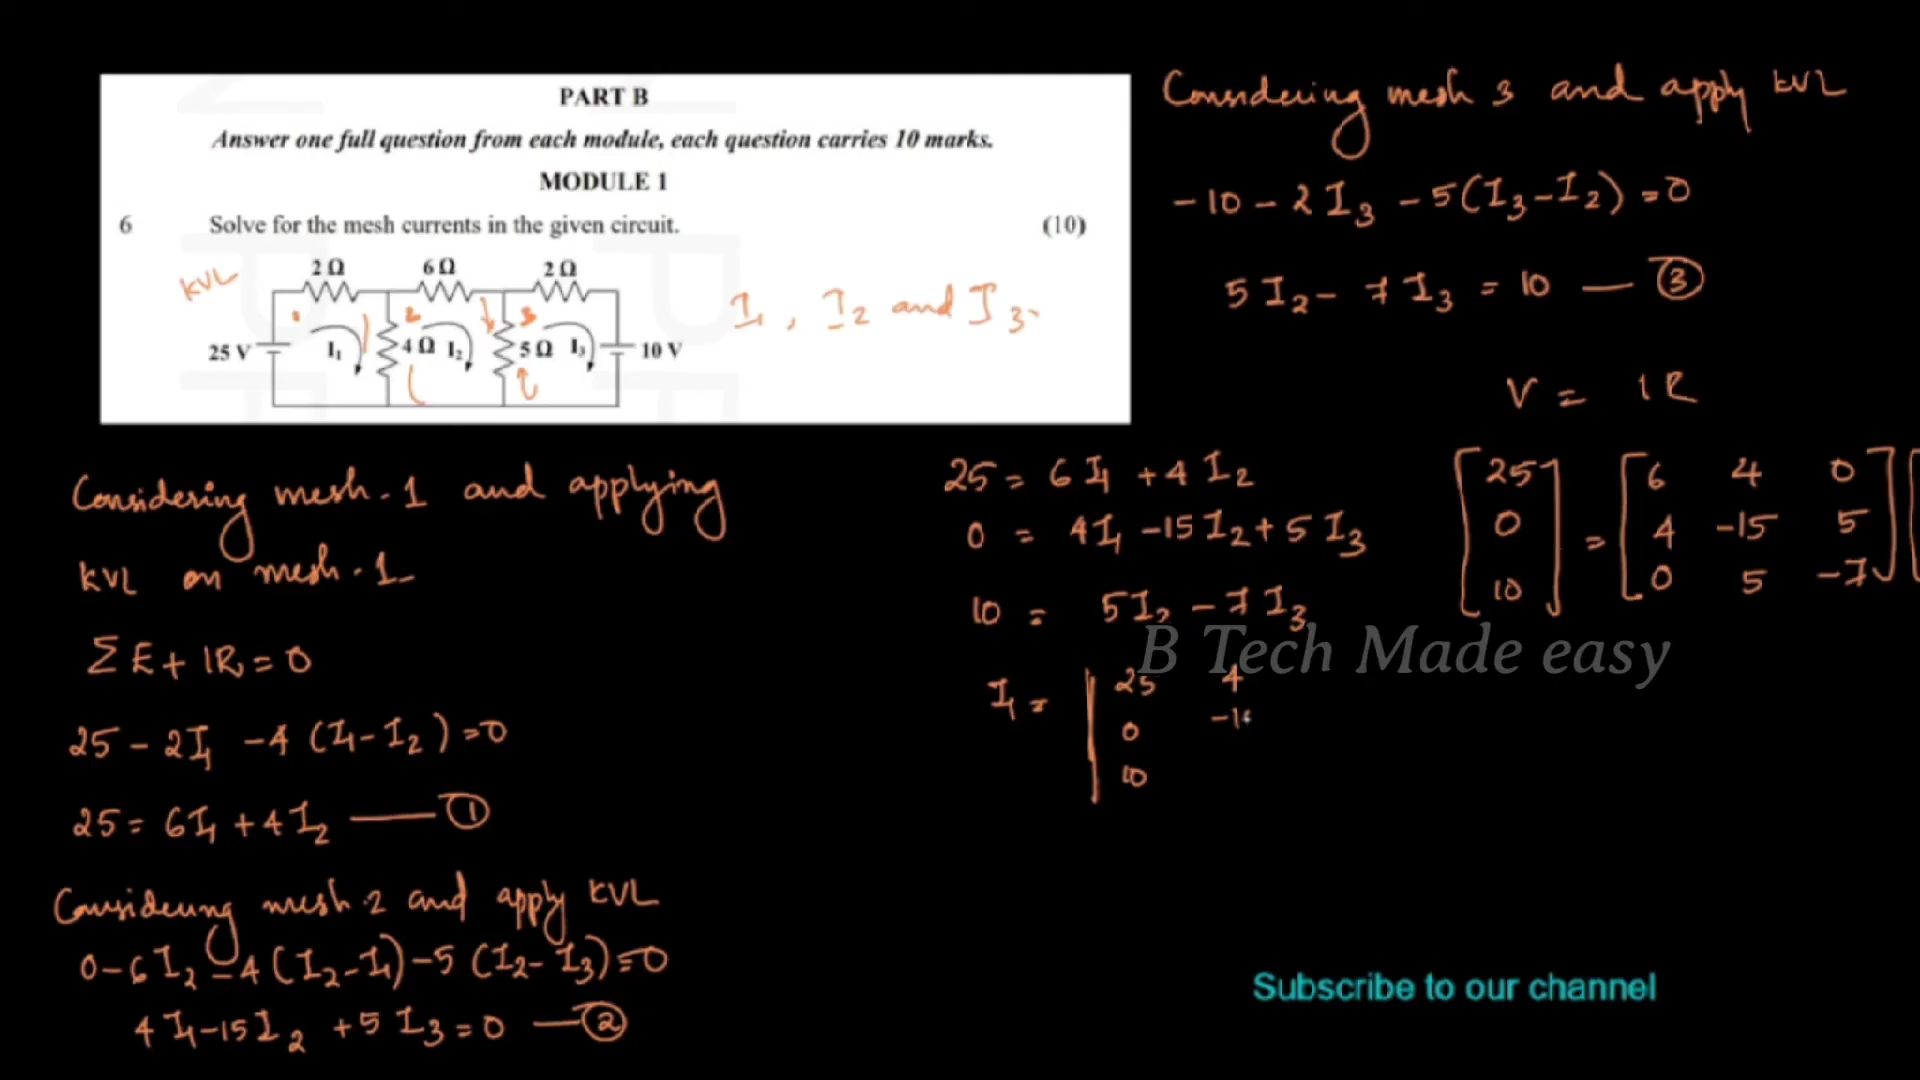 PART B
Answer one full question from each module, each question carries 10 marks.
MODULE 1
6 Solve for the mesh currents in the given circuit. (10)
KVL
2 Ω 6 Ω 2 Ω
1 2 3
25 V I₁ 4 Ω I₂ 5 Ω I₃ 10 V
I₁, I₂ and I₃.
Considering mesh-1 and applying
KVL on mesh-1
Σ E + IR = 0
25 - 2I₁ - 4 (I₁ - I₂) = 0
25 = 6I₁ + 4I₂ — ①
Considering mesh 2 and apply KVL
0 - 6I₂ - 4 (I₂ - I₁) - 5 (I₂ - I₃) = 0
4I₁ - 15I₂ + 5I₃ = 0 — ②
Considering mesh 3 and apply KVL
-10 - 2I₃ - 5(I₃ - I₂) = 0
5I₂ - 7I₃ = 10 — ③
V = IR
25 = 6I₁ + 4I₂
0 = 4I₁ - 15I₂ + 5I₃
10 = 5I₂ - 7I₃
[25 0 10] = [6 4 0
4 -15 5
0 5 -7] [
I₁ = | 25 4
0 -1
10
B Tech Made easy
Subscribe to our channel